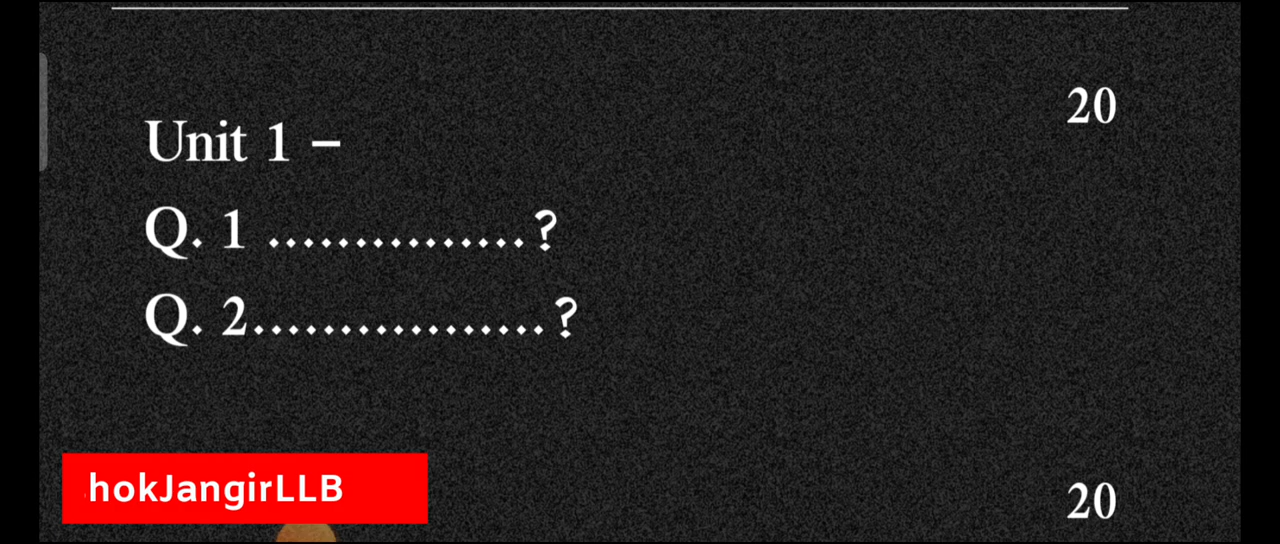 20
Unit 1 –
Q. 1 ...............?
Q. 2.................?
hokJangirLLB
20